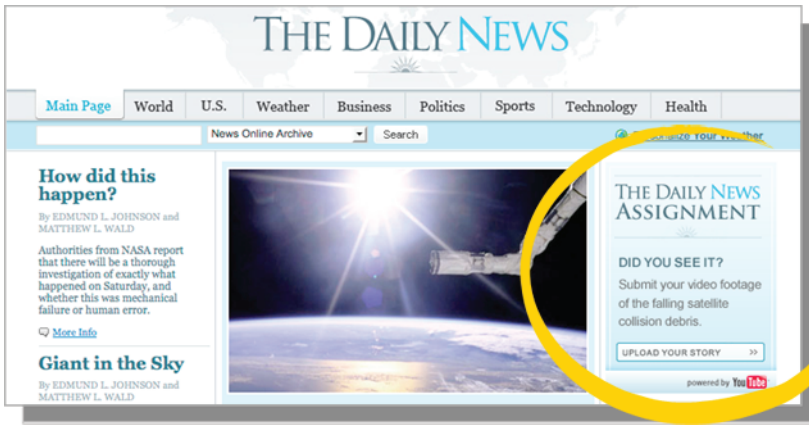 THE DAILY NEWS
Main Page World U.S. Weather Business Politics Sports Technology Health
News Online Archive Search Personalize Your Weather
How did this
happen?
By EDMUND L. JOHNSON and
MATTHEW L. WALD
Authorities from NASA report
that there will be a thorough
investigation of exactly what
happened on Saturday, and
whether this was mechanical
failure or human error.
More Info
Giant in the Sky
By EDMUND L. JOHNSON and
MATTHEW L. WALD
THE DAILY NEWS
ASSIGNMENT
DID YOU SEE IT?
Submit your video footage
of the falling satellite
collision debris.
UPLOAD YOUR STORY >>
powered by YouTube